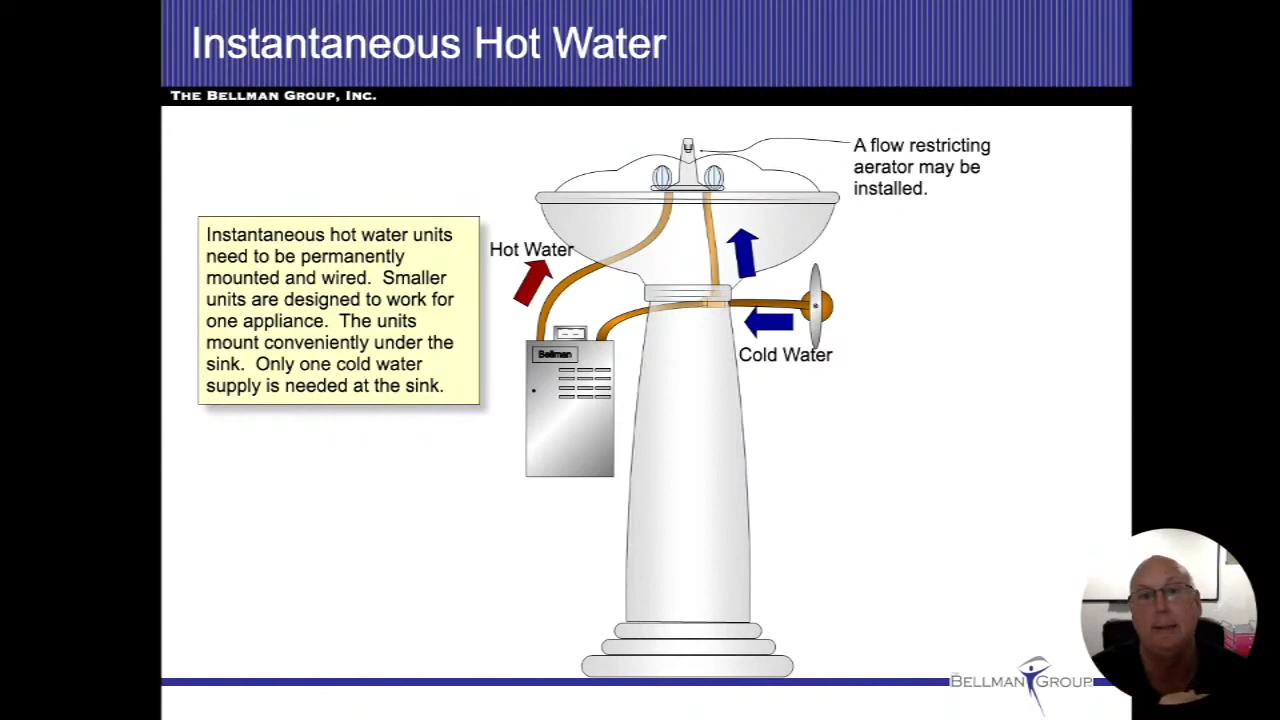 Instantaneous Hot Water
THE BELLMAN GROUP, INC.
A flow restricting
aerator may be
installed.
Instantaneous hot water units
need to be permanently
mounted and wired.  Smaller
units are designed to work for
one appliance.  The units
mount conveniently under the
sink.  Only one cold water
supply is needed at the sink.
Hot Water
Cold Water
Bellman
THE BELLMAN GROUP, INC.